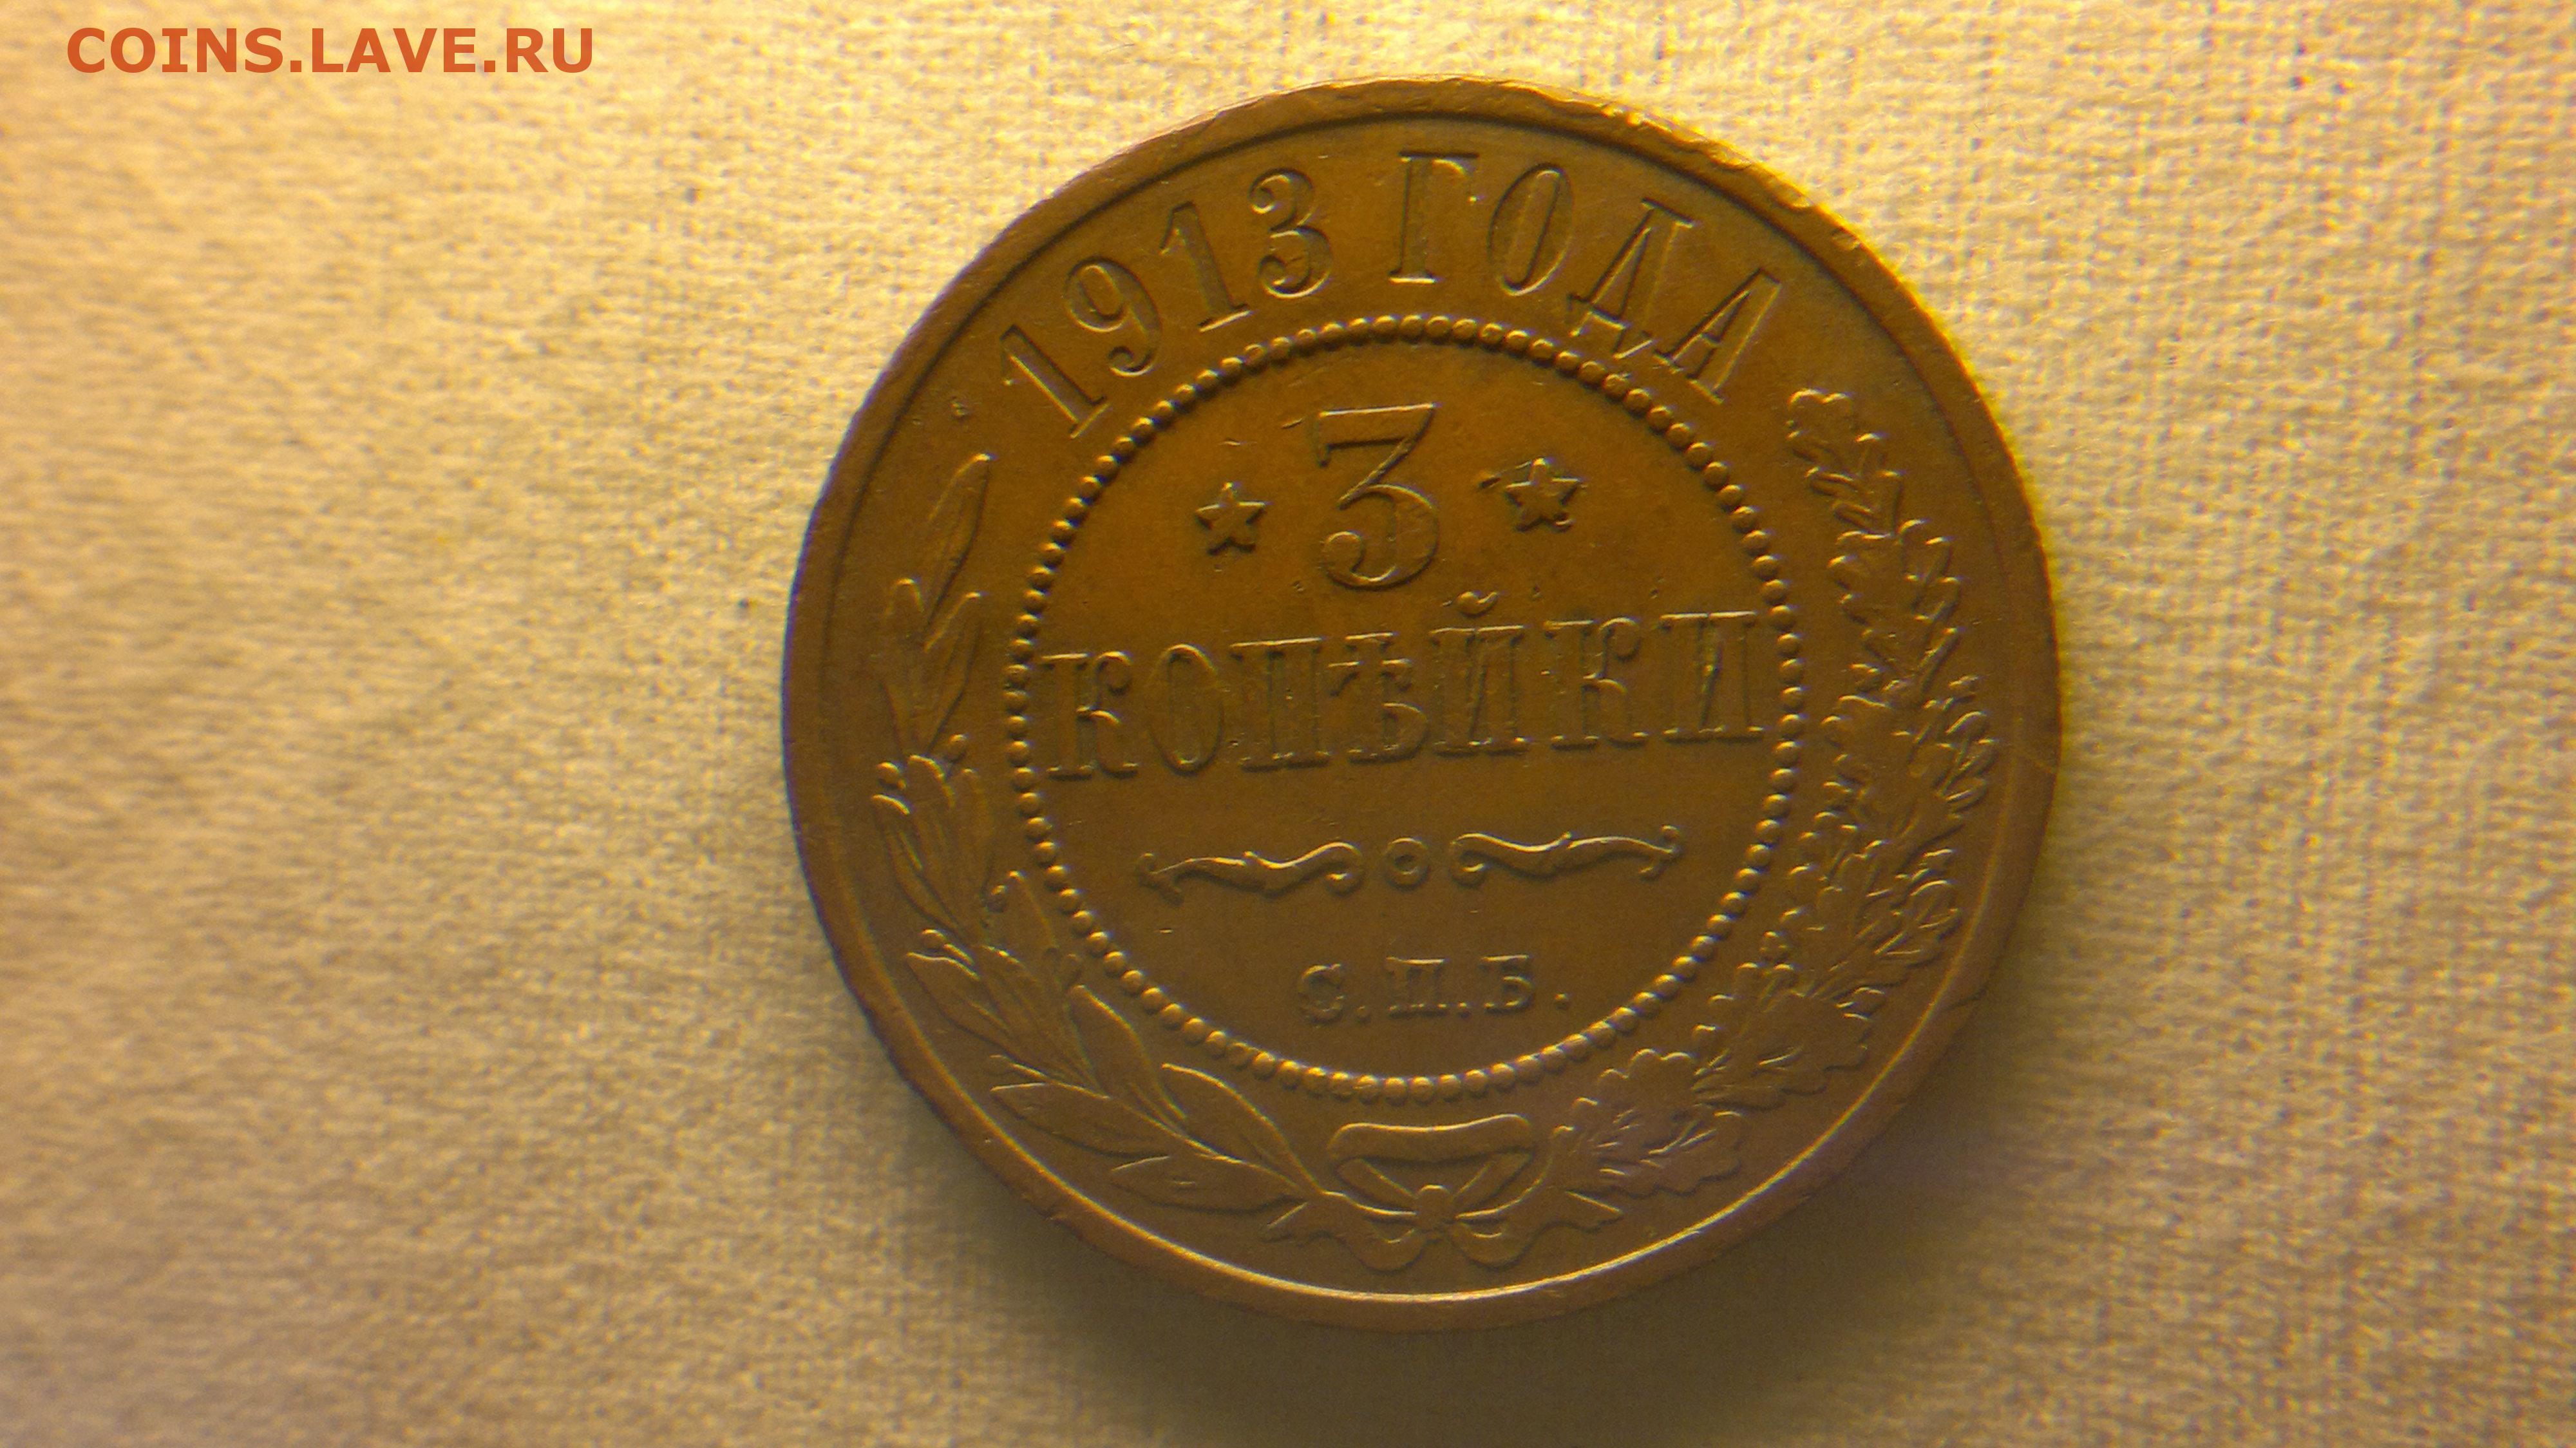 COINS.LAVE.RU
1913 ГОДА
3
КОПѢЙКИ
С.П.Б.